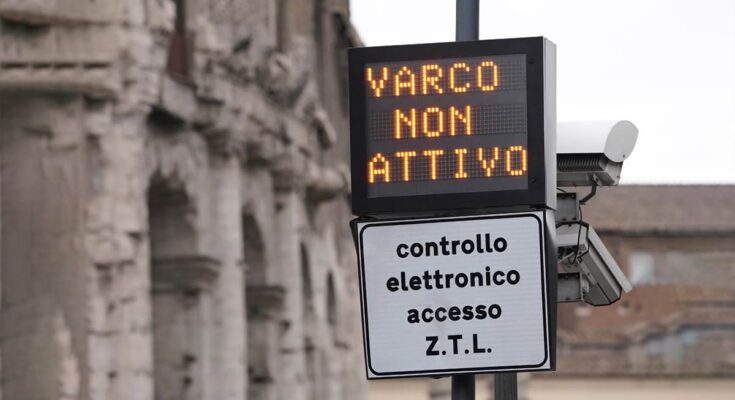 VARCO
NON
ATTIVO
controllo
elettronico
accesso
Z.T.L.